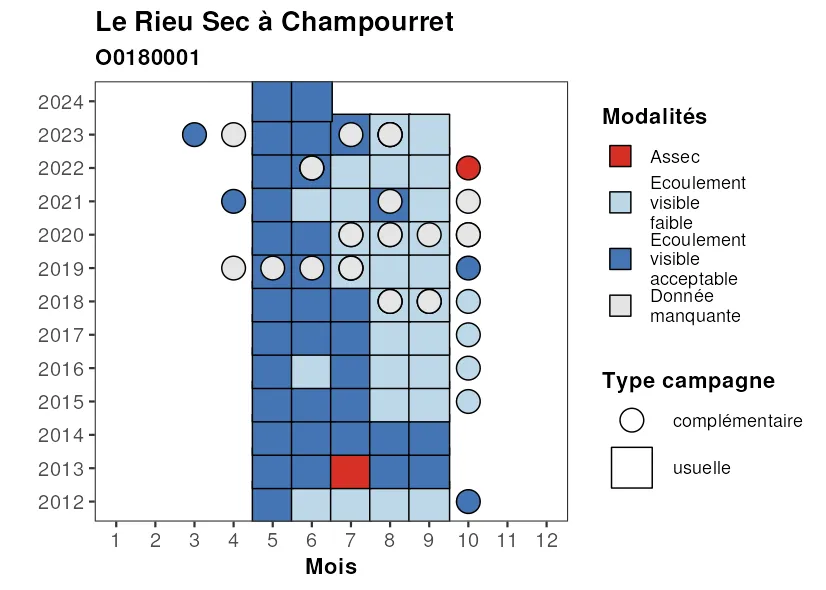 Le Rieu Sec à Champourret
O0180001
2024
2023
2022
2021
2020
2019
2018
2017
2016
2015
2014
2013
2012
1 2 3 4 5 6 7 8 9 10 11 12
Mois
Modalités
Assec
Ecoulement
visible
faible
Ecoulement
visible
acceptable
Donnée
manquante
Type campagne
complémentaire
usuelle